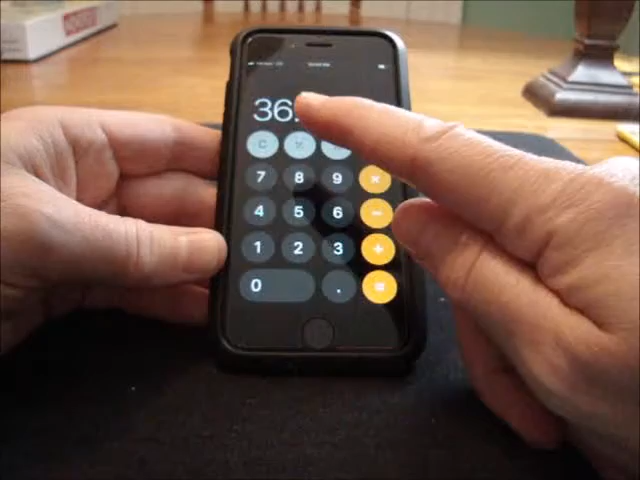 36.
C %
7 8 9 ×
4 5 6 −
1 2 3 +
0 . =